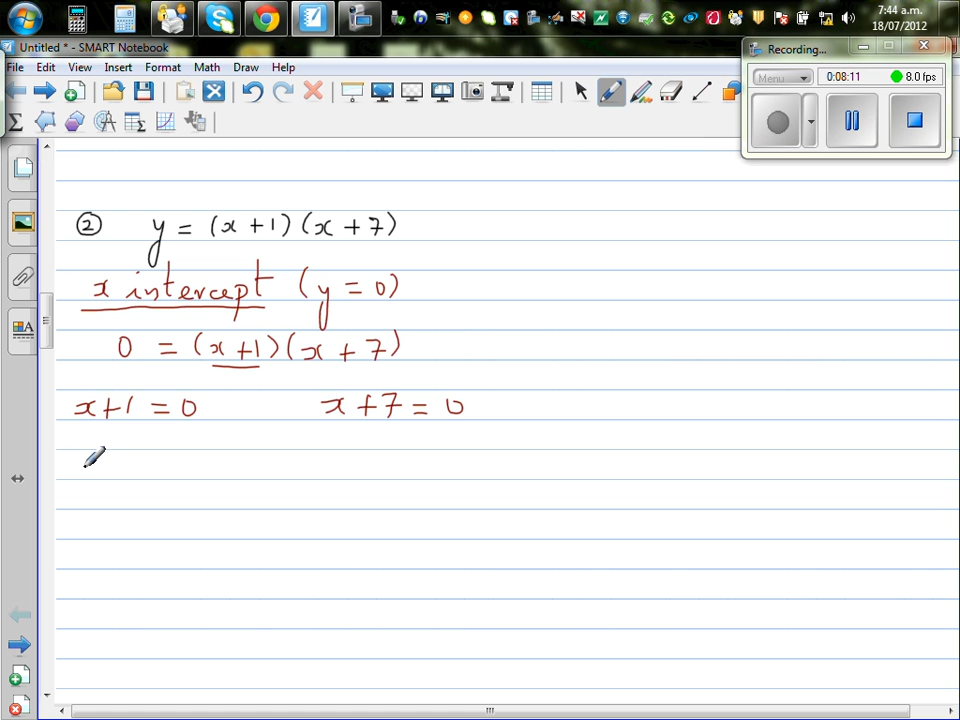 7:44 a.m.
18/07/2012
Untitled * - SMART Notebook
File Edit View Insert Format Math Draw Help
Recording...
Menu 0:08:11 8.0 fps
② y = (x +1) (x +7)
x intercept (y = 0)
0 = (x +1) (x + 7)
x+1 = 0 x +7 = 0